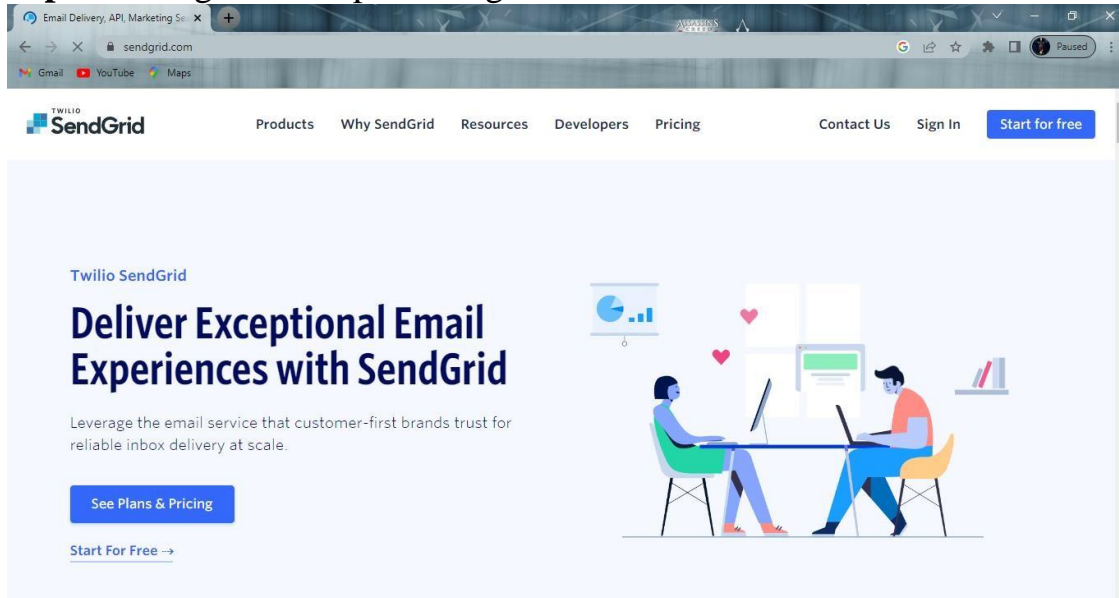 Email Delivery, API, Marketing Se
ASSASSINS
sendgrid.com
Paused
Gmail YouTube Maps
TWILIO
SendGrid
Products Why SendGrid Resources Developers Pricing Contact Us Sign In Start for free
Twilio SendGrid
Deliver Exceptional Email
Experiences with SendGrid
Leverage the email service that customer-first brands trust for
reliable inbox delivery at scale.
See Plans & Pricing
Start For Free →